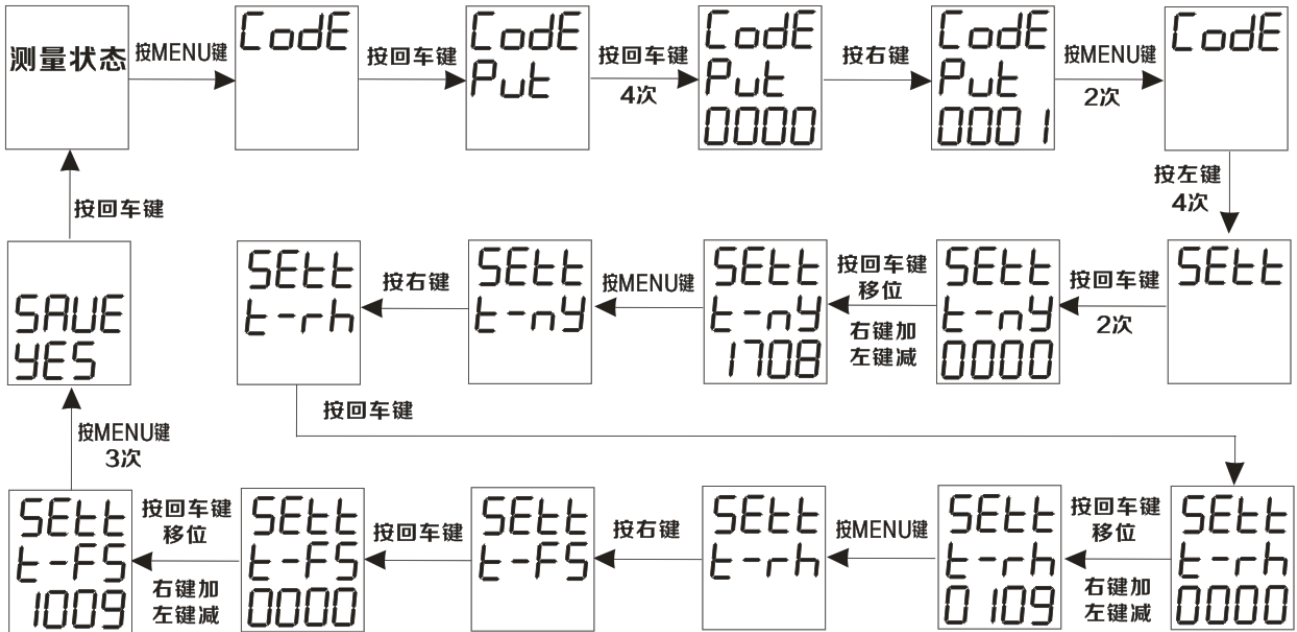 测量状态
按MENU键
CodE
按回车键
CodE
Put
按回车键
4次
CodE
Put
0000
按右键
CodE
Put
0001
按MENU键
2次
CodE
按左键
4次
SEtt
按回车键
2次
SEtt
t-nY
0000
按回车键
移位
右键加
左键减
SEtt
t-nY
1708
按MENU键
SEtt
t-nY
按右键
SEtt
t-rh
按回车键
SEtt
t-rh
0000
按回车键
移位
右键加
左键减
SEtt
t-rh
0109
按MENU键
SEtt
t-rh
按右键
SEtt
t-FS
按回车键
SEtt
t-FS
0000
按回车键
移位
右键加
左键减
SEtt
t-FS
1009
按MENU键
3次
SAVE
YES
按回车键